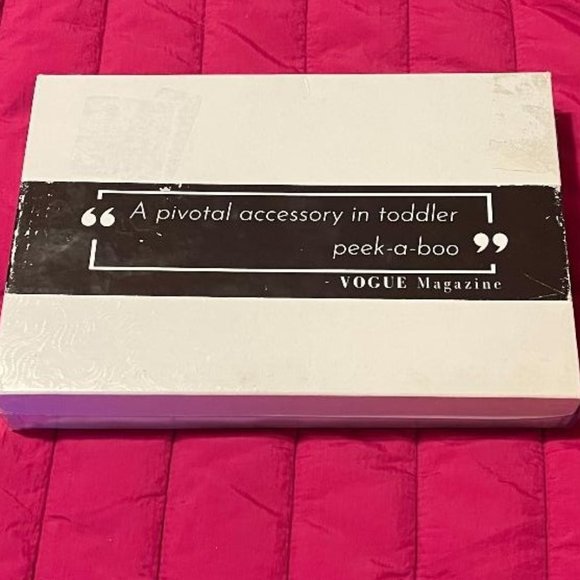 “ A pivotal accessory in toddler
peek-a-boo ”
- VOGUE Magazine